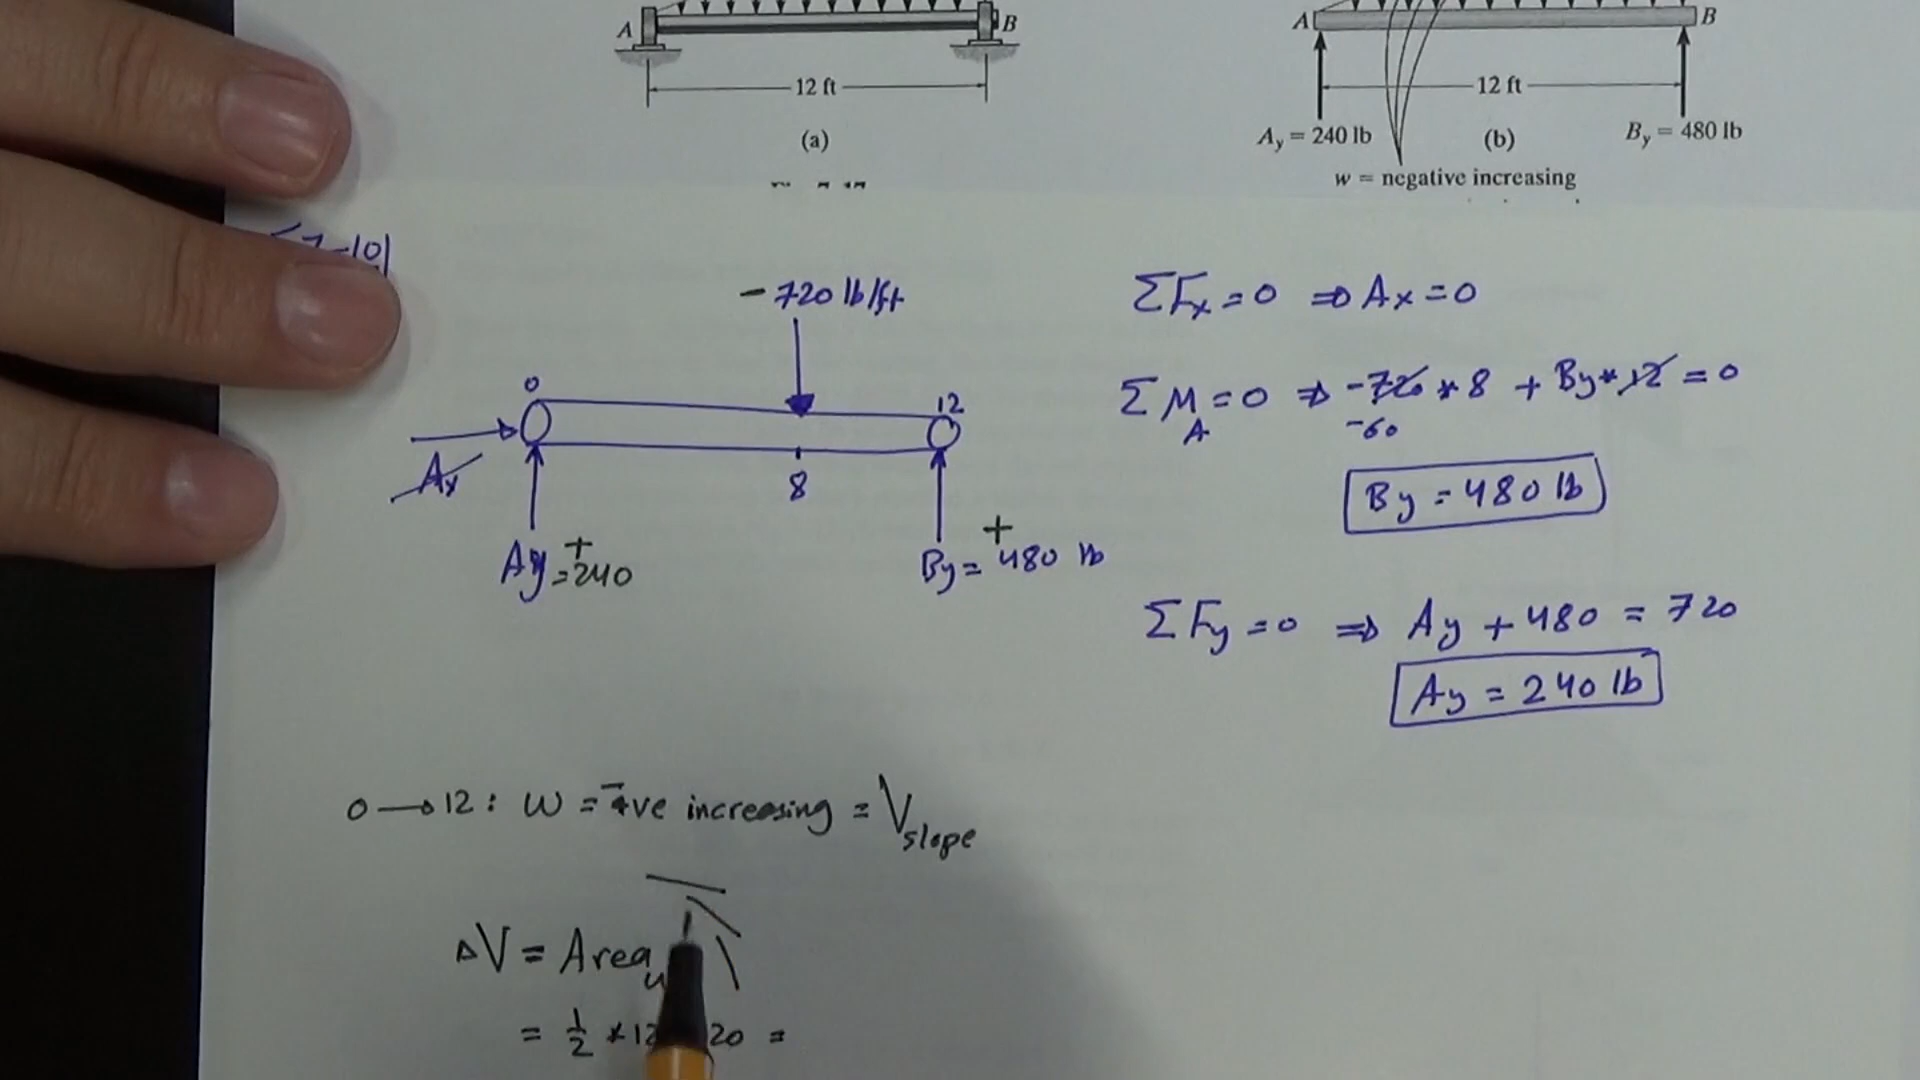 A
B
12 ft
(a)
A
B
12 ft
Ay = 240 lb
(b)
By = 480 lb
w = negative increasing
7-10
- 720 lb/ft
0
12
Ax
8
Ay = + 240
By = + 480 lb
ΣFx = 0 ⇒ Ax = 0
ΣM_A = 0 ⇒ -720 * 8 + By * 12 = 0
-60
By = 480 lb
ΣFy = 0 ⇒ Ay + 480 = 720
Ay = 240 lb
0 → 12 : w = -ve increasing = V slope
ΔV = Area
= 1/2 * 12 20 =